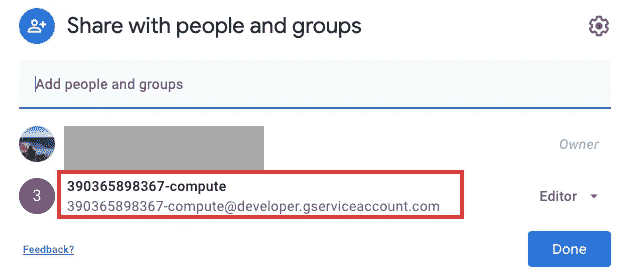 Share with people and groups
Add people and groups
Owner
3
390365898367-compute
390365898367-compute@developer.gserviceaccount.com
Editor
Feedback?
Done